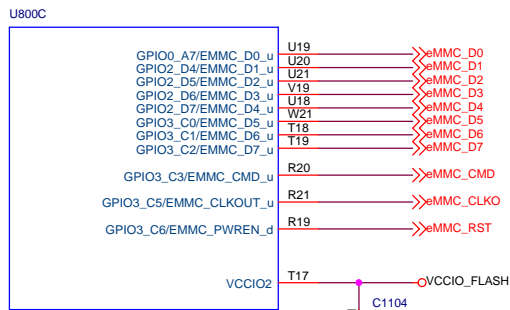 U800C
GPIO0_A7/EMMC_D0_u U19 eMMC_D0
GPIO2_D4/EMMC_D1_u U20 eMMC_D1
GPIO2_D5/EMMC_D2_u U21 eMMC_D2
GPIO2_D6/EMMC_D3_u V19 eMMC_D3
GPIO2_D7/EMMC_D4_u U18 eMMC_D4
GPIO3_C0/EMMC_D5_u W21 eMMC_D5
GPIO3_C1/EMMC_D6_u T18 eMMC_D6
GPIO3_C2/EMMC_D7_u T19 eMMC_D7
GPIO3_C3/EMMC_CMD_u R20 eMMC_CMD
GPIO3_C5/EMMC_CLKOUT_u R21 eMMC_CLKO
GPIO3_C6/EMMC_PWREN_d R19 eMMC_RST
VCCIO2 T17 VCCIO_FLASH
C1104